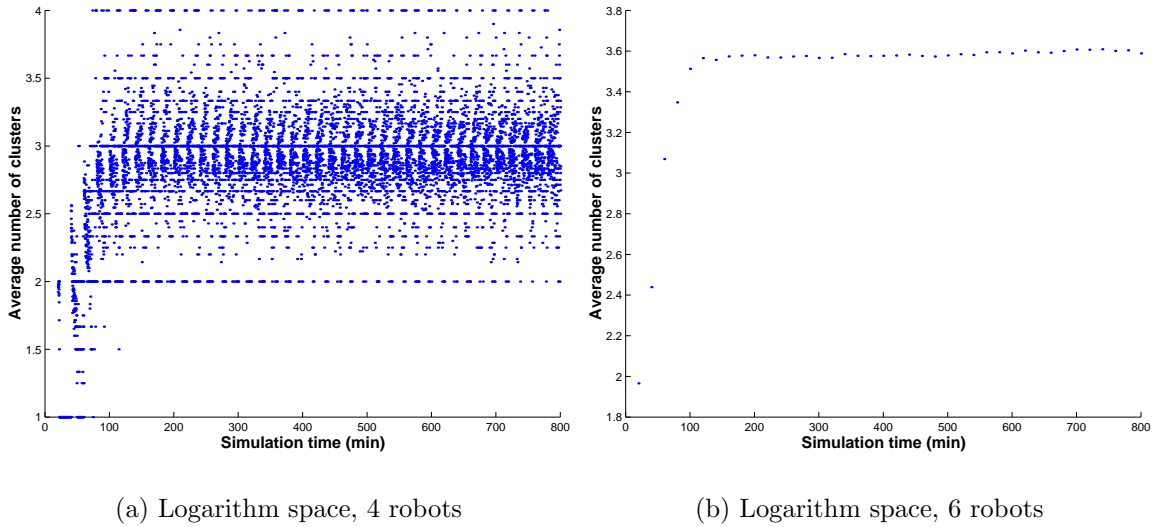 4
3.5
3
2.5
2
1.5
1
Average number of clusters
0 100 200 300 400 500 600 700 800
Simulation time (min)
3.8
3.6
3.4
3.2
3
2.8
2.6
2.4
2.2
2
1.8
Average number of clusters
0 100 200 300 400 500 600 700 800
Simulation time (min)
(a) Logarithm space, 4 robots
(b) Logarithm space, 6 robots